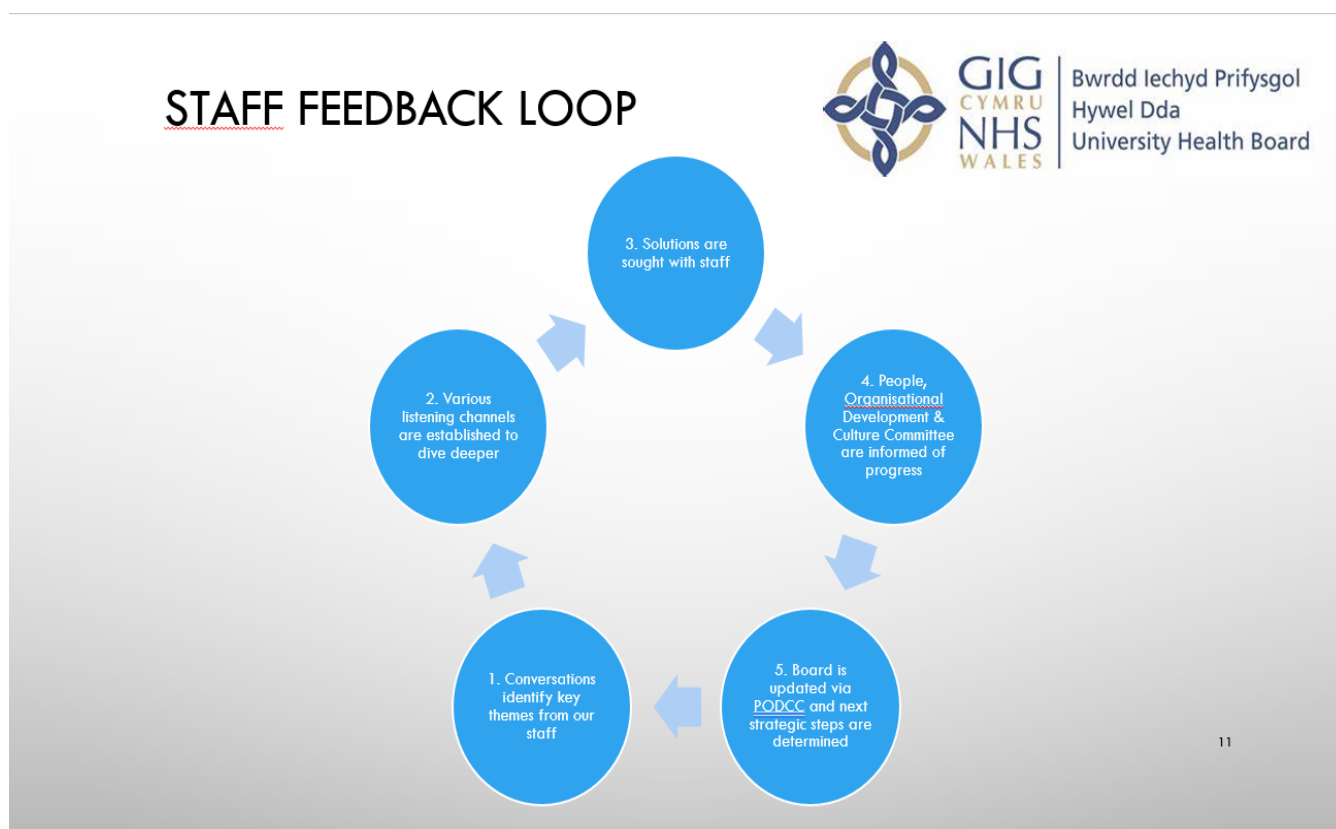 STAFF FEEDBACK LOOP
GIG
CYMRU
NHS
WALES
Bwrdd Iechyd Prifysgol
Hywel Dda
University Health Board
3. Solutions are
sought with staff
2. Various
listening channels
are established to
dive deeper
4. People,
Organisational
Development &
Culture Committee
are informed of
progress
1. Conversations
identify key
themes from our
staff
5. Board is
updated via
PODCC and next
strategic steps are
determined
11